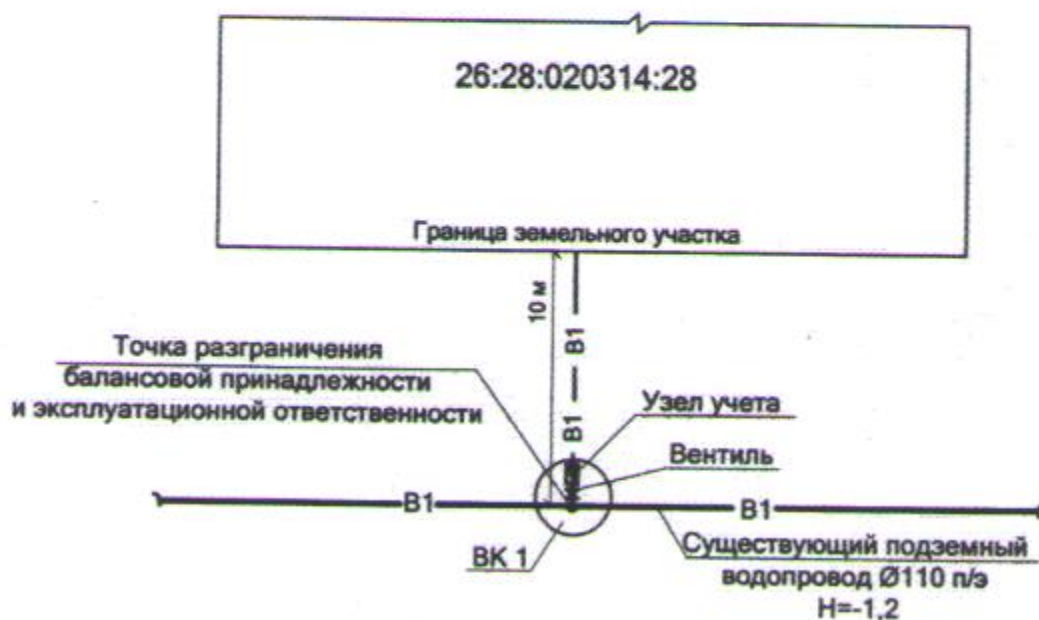 26:28:020314:28
Граница земельного участка
10 м
В1
Точка разграничения
балансовой принадлежности
и эксплуатационной ответственности
В1
Узел учета
Вентиль
В1
В1
ВК 1
Существующий подземный
водопровод Ø110 п/э
Н=-1,2